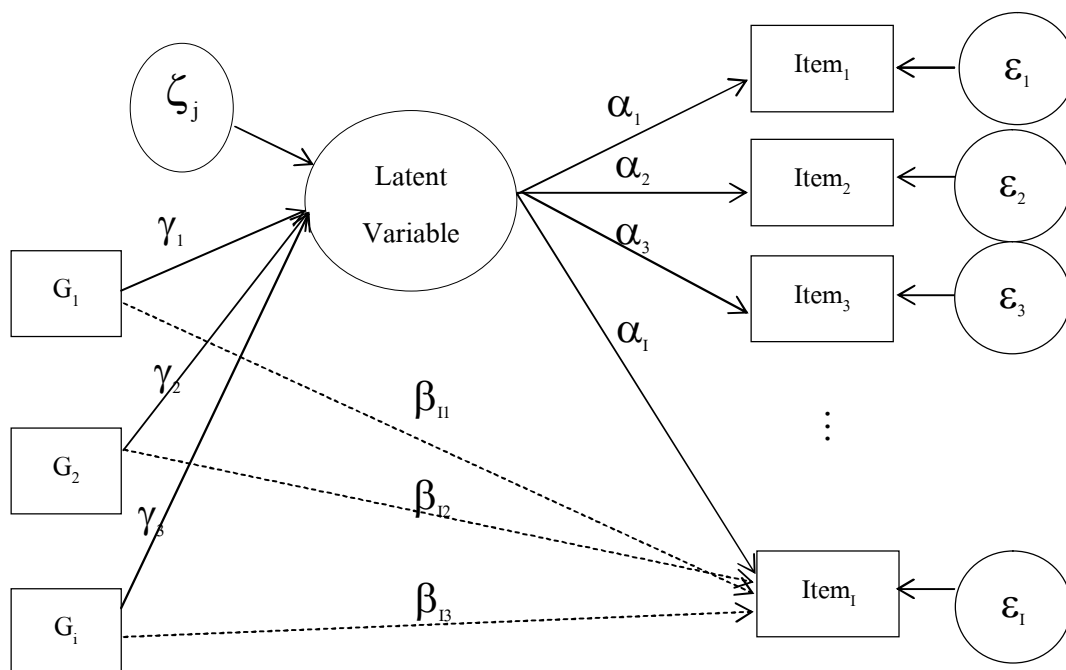 ζj
Latent
Variable
α1
α2
α3
αI
Item1
Item2
Item3
ItemI
ε1
ε2
ε3
εI
γ1
γ2
γ3
G1
G2
Gi
βI1
βI2
βI3
⋮